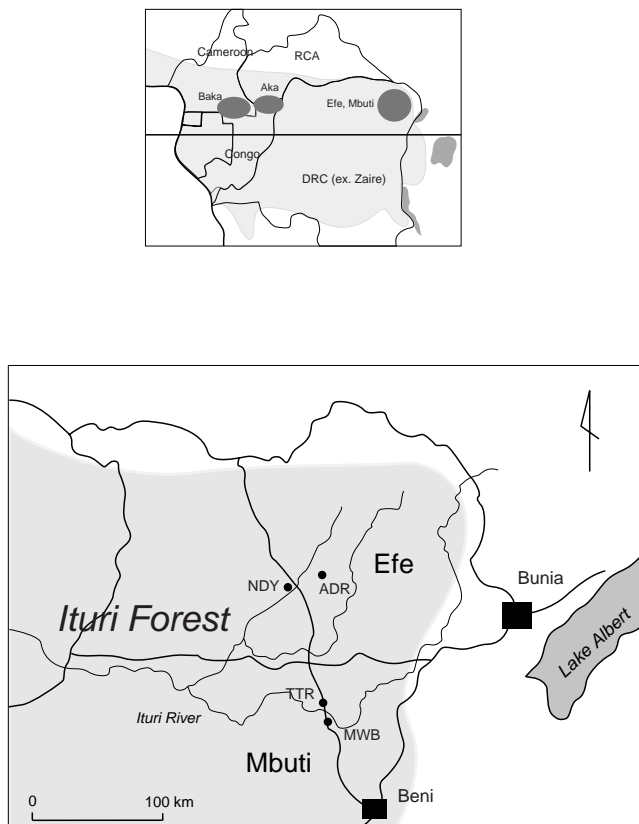 Cameroon
RCA
Baka
Aka
Efe, Mbuti
Congo
DRC (ex. Zaire)
Efe
NDY
ADR
Bunia
Ituri Forest
Lake Albert
TTR
Ituri River
MWB
Mbuti
Beni
0 100 km